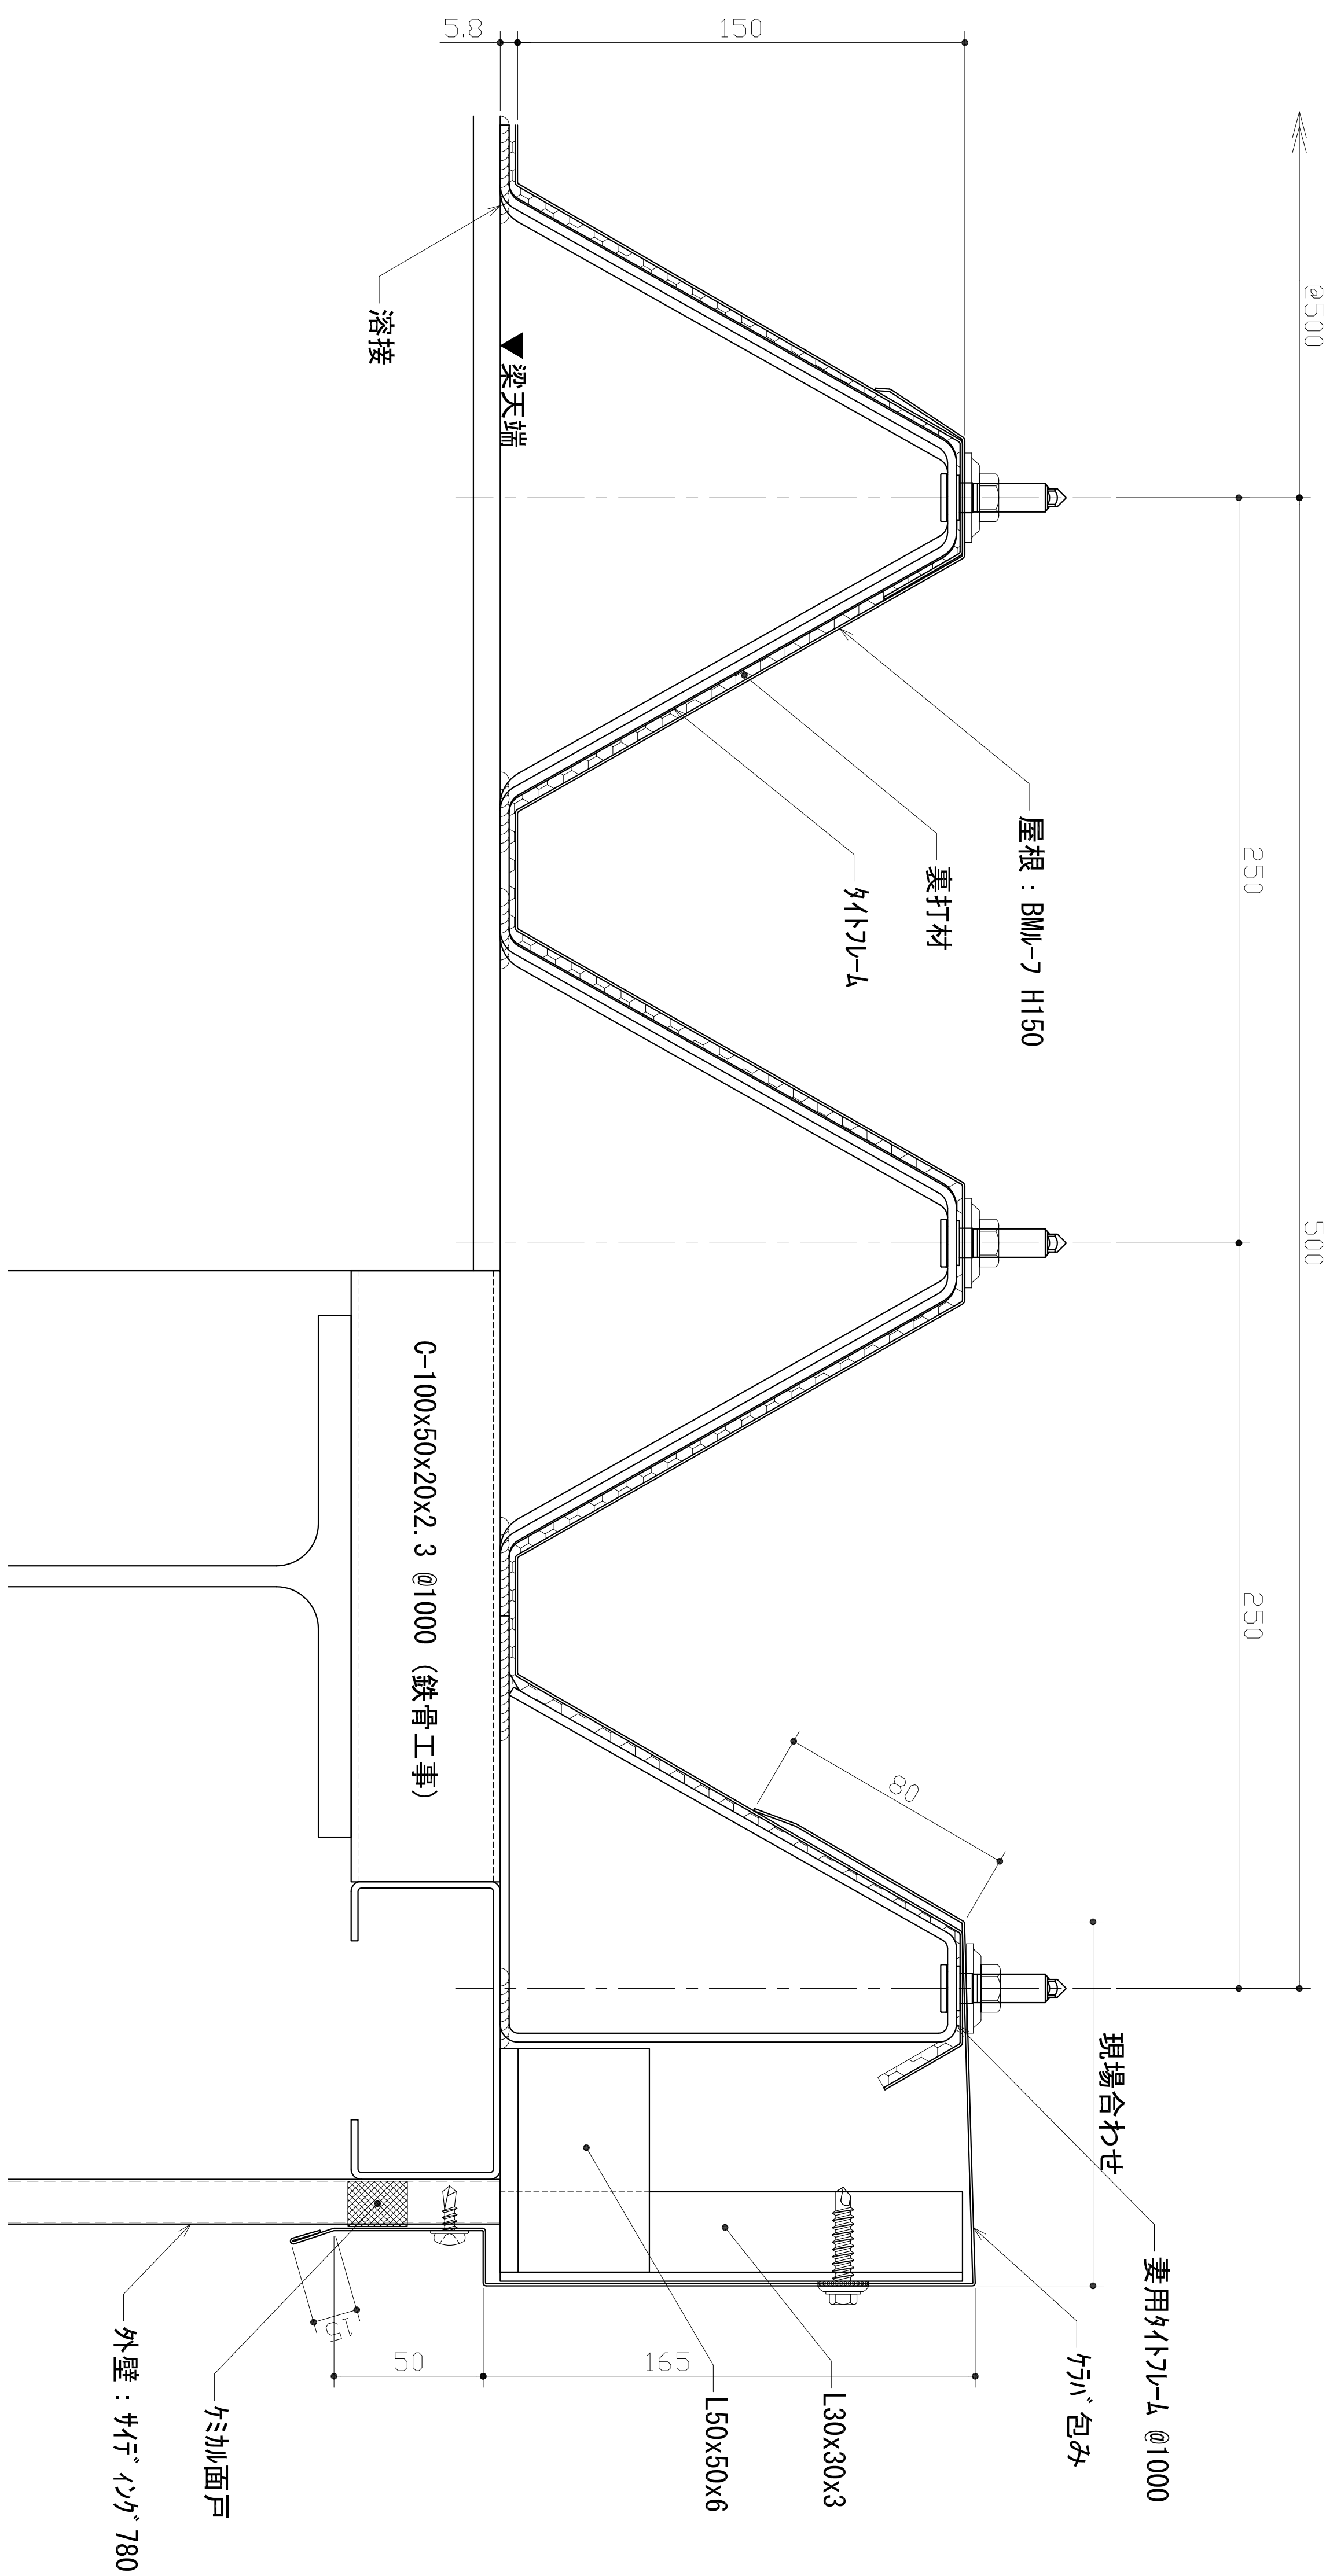 @500
500
250
250
150
5.8
屋根：BMﾙｰﾌ H150
裏打材
ﾀｲﾄﾌﾚｰﾑ
▼梁天端
溶接
C-100x50x20x2.3 @1000 (鉄骨工事)
80
現場合わせ
妻用ﾀｲﾄﾌﾚｰﾑ @1000
ｹﾗﾊﾞ包み
165
50
15
L30x30x3
L50x50x6
ｹﾐｶﾙ面戸
外壁：ｻｲﾃﾞｨﾝｸﾞ780